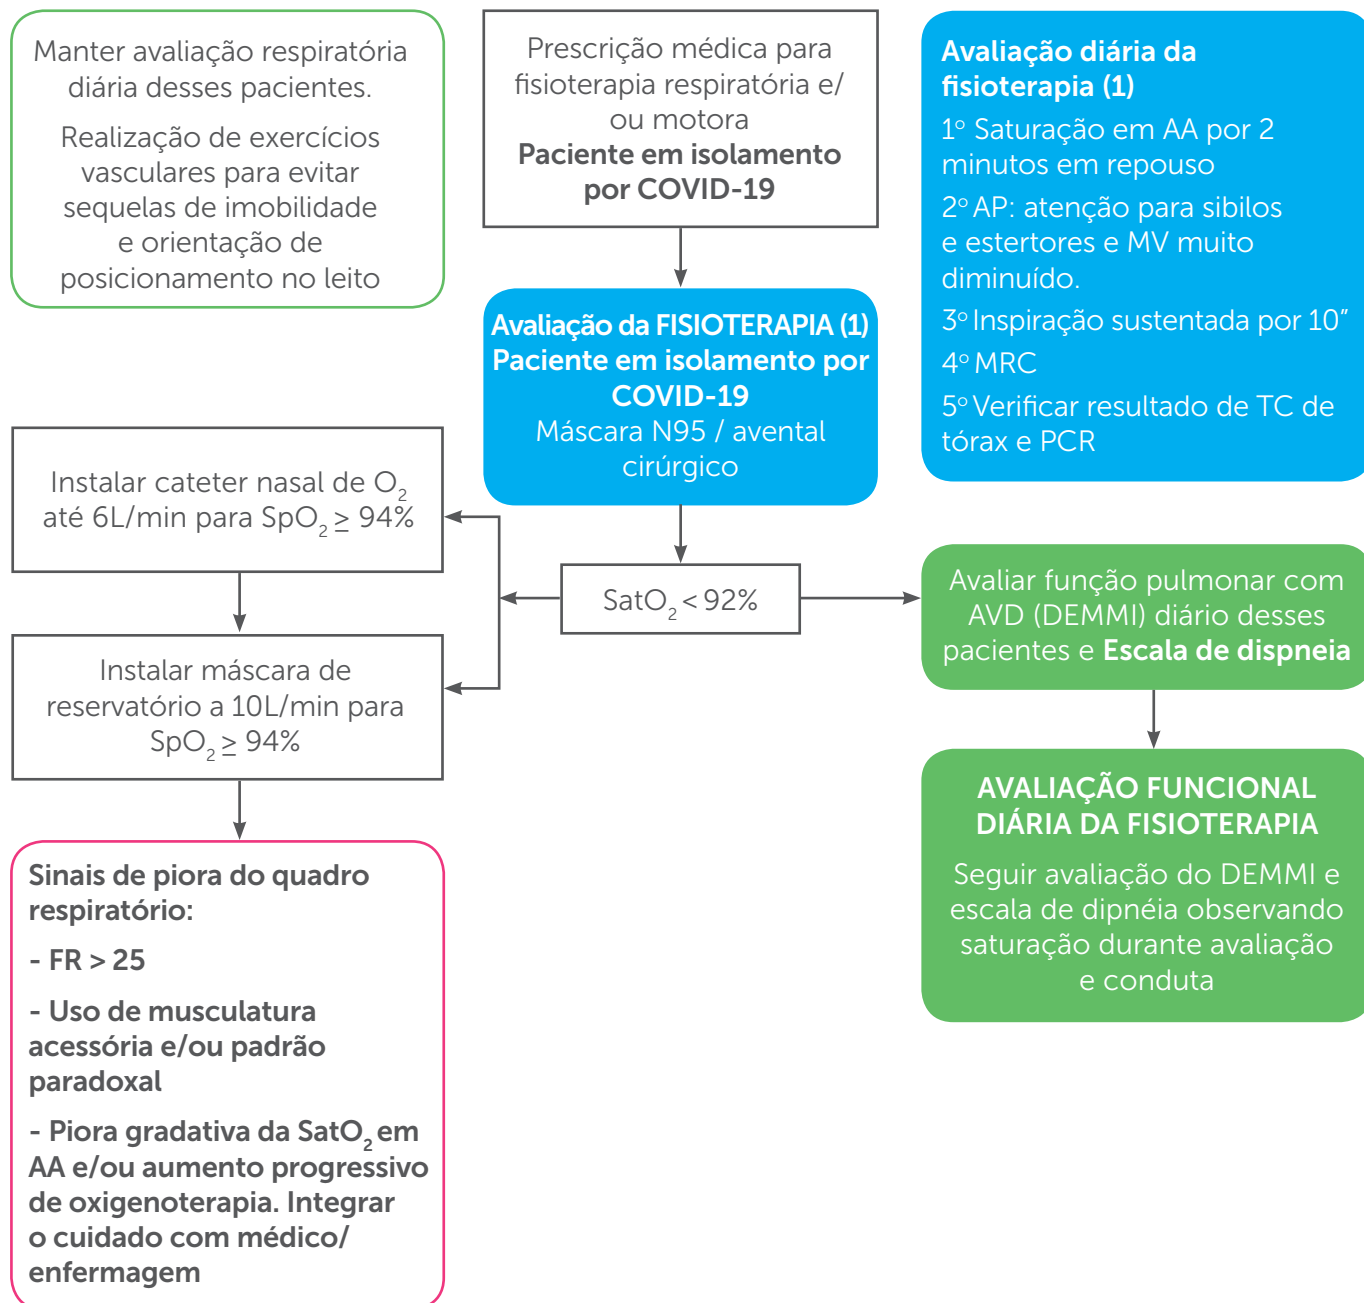 Manter avaliação respiratória
diária desses pacientes.
Realização de exercícios
vasculares para evitar
sequelas de imobilidade
e orientação de
posicionamento no leito
Prescrição médica para
fisioterapia respiratória e/
ou motora
Paciente em isolamento
por COVID-19
Avaliação diária da
fisioterapia (1)
1º Saturação em AA por 2
minutos em repouso
2º AP: atenção para sibilos
e estertores e MV muito
diminuído.
3º Inspiração sustentada por 10”
4º MRC
5º Verificar resultado de TC de
tórax e PCR
Avaliação da FISIOTERAPIA (1)
Paciente em isolamento por
COVID-19
Máscara N95 / avental
cirúrgico
Instalar cateter nasal de O₂
até 6L/min para SpO₂ ≥ 94%
SatO₂ < 92%
Avaliar função pulmonar com
AVD (DEMMI) diário desses
pacientes e Escala de dispneia
Instalar máscara de
reservatório a 10L/min para
SpO₂ ≥ 94%
AVALIAÇÃO FUNCIONAL
DIÁRIA DA FISIOTERAPIA
Seguir avaliação do DEMMI e
escala de dipnéia observando
saturação durante avaliação
e conduta
Sinais de piora do quadro
respiratório:
- FR > 25
- Uso de musculatura
acessória e/ou padrão
paradoxal
- Piora gradativa da SatO₂ em
AA e/ou aumento progressivo
de oxigenoterapia. Integrar
o cuidado com médico/
enfermagem